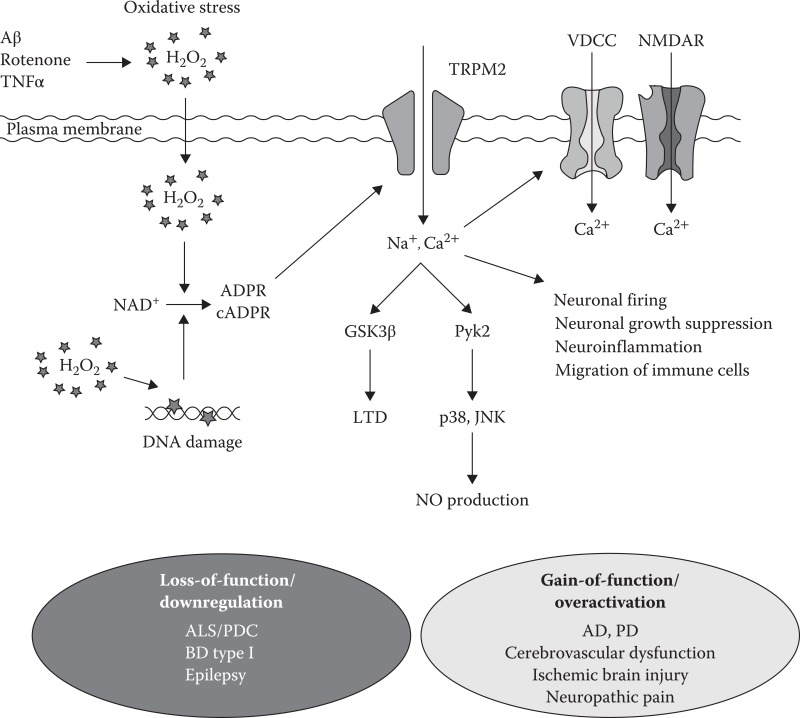 Oxidative stress
Aβ
Rotenone
TNFα
H₂O₂
VDCC
NMDAR
TRPM2
Plasma membrane
H₂O₂
Na⁺, Ca²⁺
Ca²⁺
Ca²⁺
NAD⁺
ADPR
cADPR
H₂O₂
DNA damage
GSK3β
Pyk2
LTD
p38, JNK
NO production
Neuronal firing
Neuronal growth suppression
Neuroinflammation
Migration of immune cells
Loss-of-function/
downregulation
ALS/PDC
BD type I
Epilepsy
Gain-of-function/
overactivation
AD, PD
Cerebrovascular dysfunction
Ischemic brain injury
Neuropathic pain